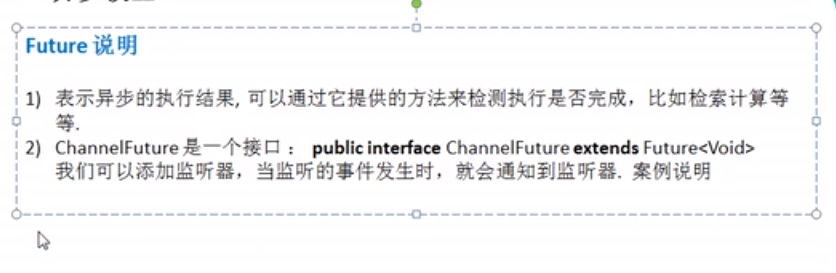 Future 说明
1) 表示异步的执行结果, 可以通过它提供的方法来检测执行是否完成，比如检索计算等
等.
2) ChannelFuture 是一个接口 ： public interface ChannelFuture extends Future<Void>
我们可以添加监听器，当监听的事件发生时，就会通知到监听器. 案例说明